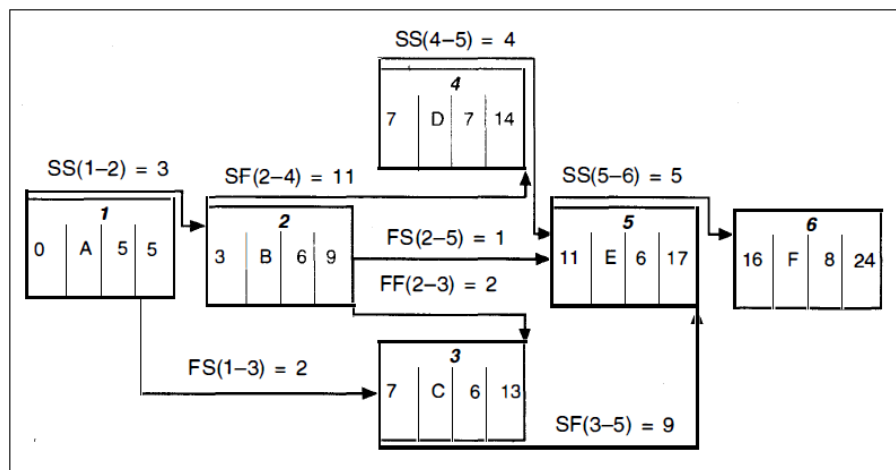 SS(4–5) = 4
4
7 D 7 14
SS(1–2) = 3
SF(2–4) = 11
SS(5–6) = 5
1
0 A 5 5
2
3 B 6 9
FS(2–5) = 1
5
11 E 6 17
6
16 F 8 24
FF(2–3) = 2
FS(1–3) = 2
3
7 C 6 13
SF(3–5) = 9